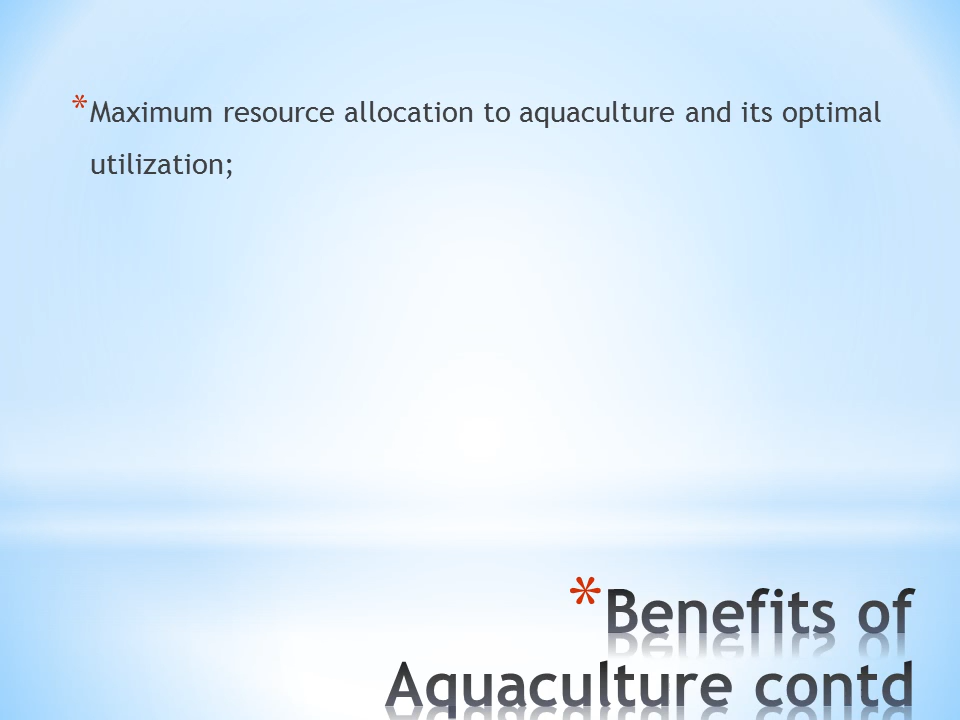 * Maximum resource allocation to aquaculture and its optimal
utilization;
* Benefits of
Aquaculture contd